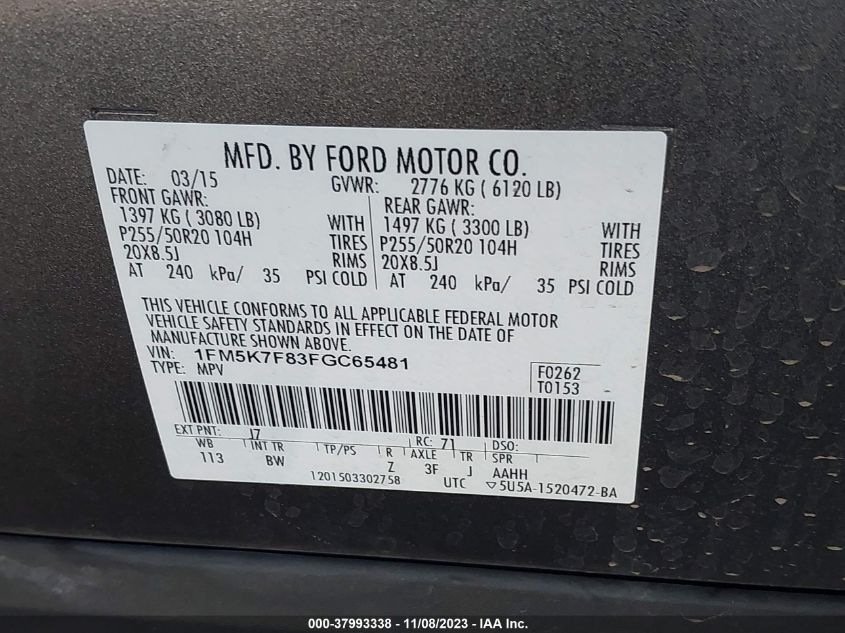 MFD. BY FORD MOTOR CO.
DATE: 03/15 GVWR: 2776 KG ( 6120 LB)
FRONT GAWR:
1397 KG ( 3080 LB) WITH
P255/50R20 104H TIRES
20X8.5J RIMS
AT 240 kPa/ 35 PSI COLD
REAR GAWR:
1497 KG ( 3300 LB) WITH
P255/50R20 104H TIRES
20X8.5J RIMS
AT 240 kPa/ 35 PSI COLD
THIS VEHICLE CONFORMS TO ALL APPLICABLE FEDERAL MOTOR
VEHICLE SAFETY STANDARDS IN EFFECT ON THE DATE OF
MANUFACTURE SHOWN ABOVE.
VIN: 1FM5K7F83FGC65481
TYPE: MPV
F0262
T0153
EXT PNT: J7 RC: 71 DSO:
WB INT TR TP/PS R AXLE TR SPR
113 BW Z 3F J AAHH
1201503302758 UTC ▽5U5A-1520472-BA
000-37993338 - 11/08/2023 - IAA Inc.